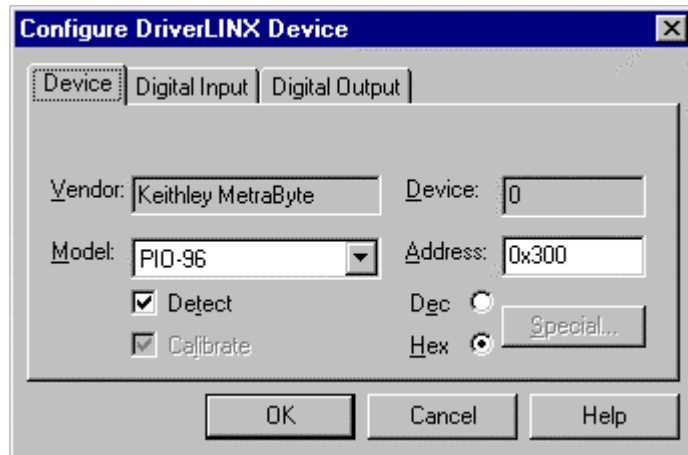 Configure DriverLINX Device
Device Digital Input Digital Output
Vendor: Keithley MetraByte Device: 0
Model: PIO-96 Address: 0x300
Detect Dec
Calibrate Hex Special...
OK Cancel Help